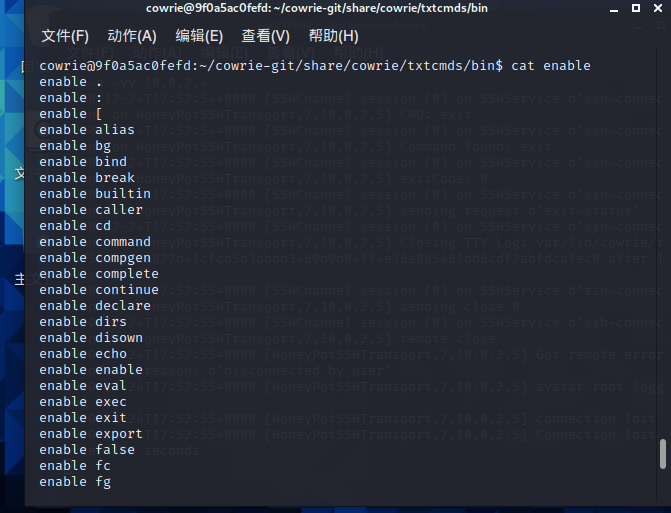 cowrie@9f0a5ac0fefd: ~/cowrie-git/share/cowrie/txtcmds/bin
文件(F) 动作(A) 编辑(E) 查看(V) 帮助(H)
cowrie@9f0a5ac0fefd:~/cowrie-git/share/cowrie/txtcmds/bin$ cat enable
enable .
enable :
enable [
enable alias
enable bg
enable bind
enable break
enable builtin
enable caller
enable cd
enable command
enable compgen
enable complete
enable continue
enable declare
enable dirs
enable disown
enable echo
enable enable
enable eval
enable exec
enable exit
enable export
enable false
enable fc
enable fg